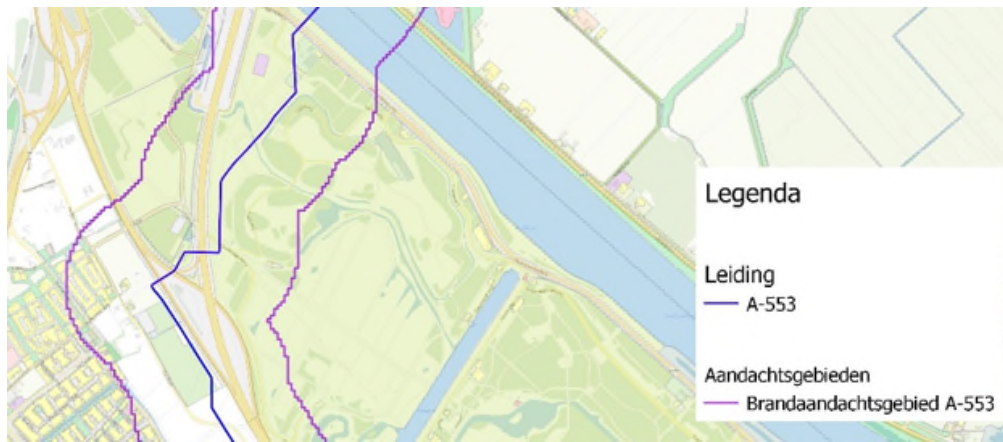 Legenda
Leiding
A-553
Aandachtsgebieden
Brandaandachtsgebied A-553